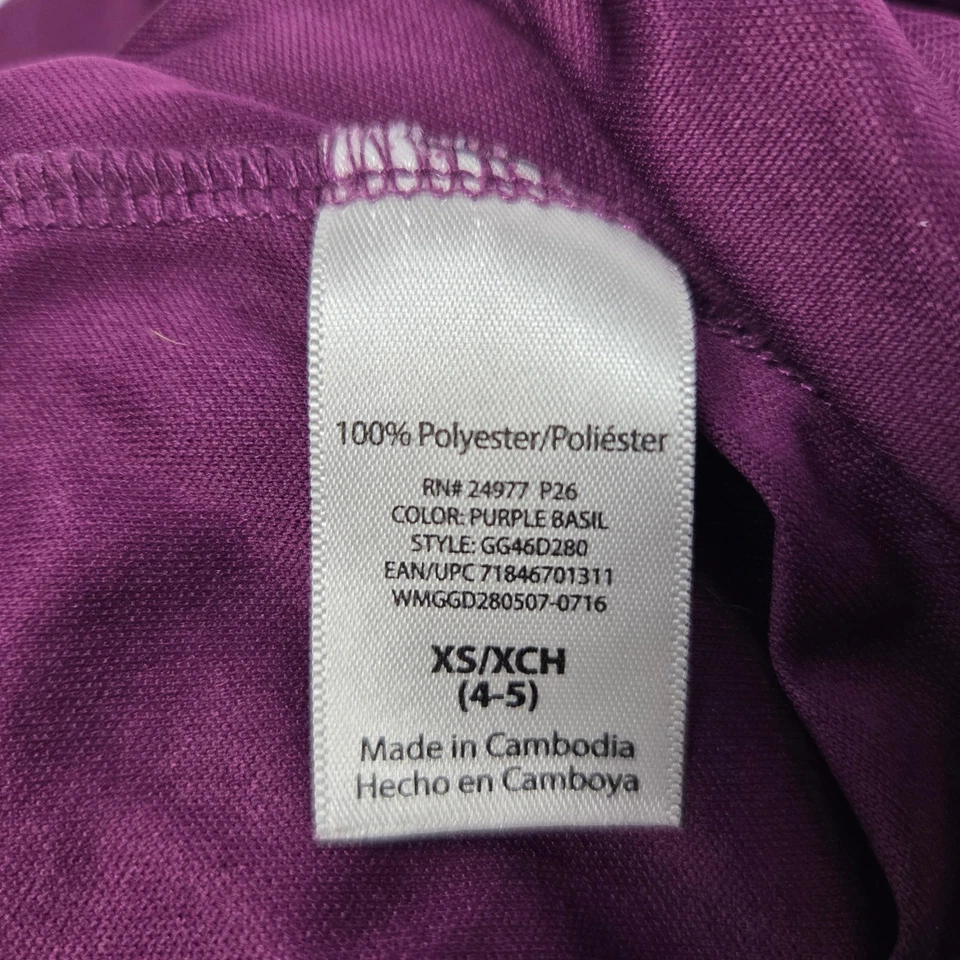 100% Polyester/Poliéster
RN# 24977 P26
COLOR: PURPLE BASIL
STYLE: GG46D280
EAN/UPC 71846701311
WMGGD280507-0716
XS/XCH
(4-5)
Made in Cambodia
Hecho en Camboya